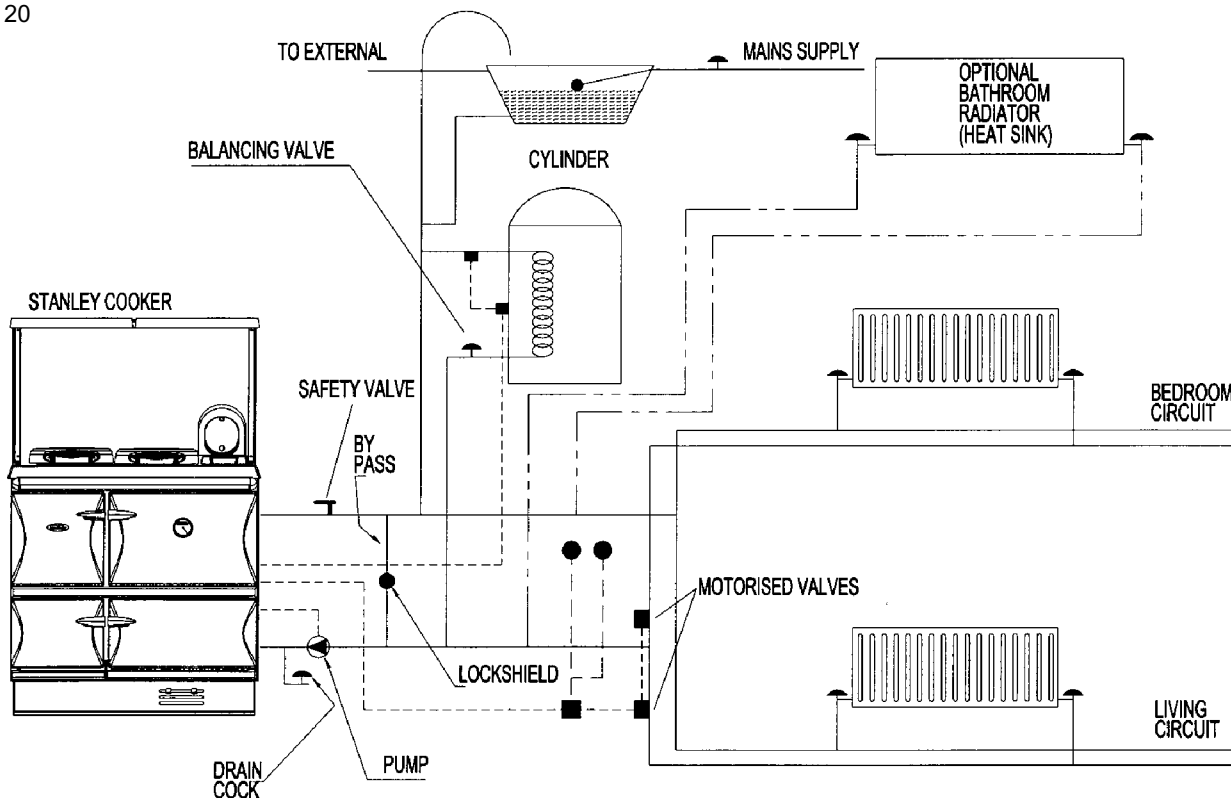 20
TO EXTERNAL
MAINS SUPPLY
OPTIONAL
BATHROOM
RADIATOR
(HEAT SINK)
BALANCING VALVE
CYLINDER
STANLEY COOKER
SAFETY VALVE
BY
PASS
BEDROOM
CIRCUIT
MOTORISED VALVES
LOCKSHIELD
LIVING
CIRCUIT
DRAIN
COCK
PUMP